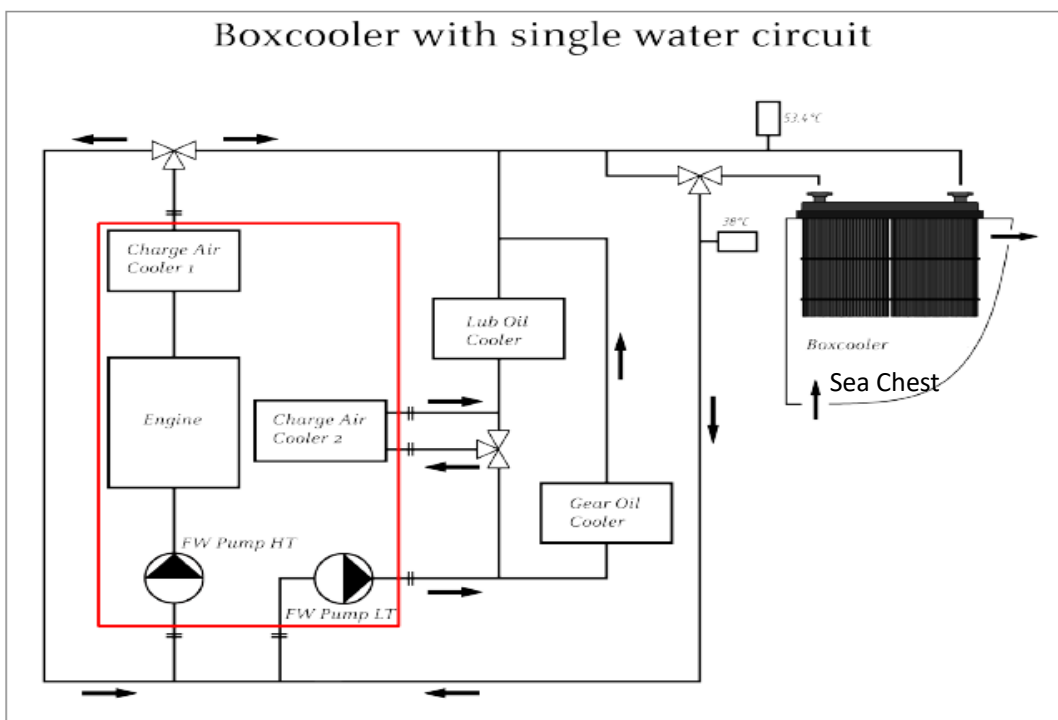 Boxcooler with single water circuit
53.4°C
38°C
Charge Air
Cooler 1
Lub Oil
Cooler
Boxcooler
Sea Chest
Engine
Charge Air
Cooler 2
Gear Oil
Cooler
FW Pump HT
FW Pump LT